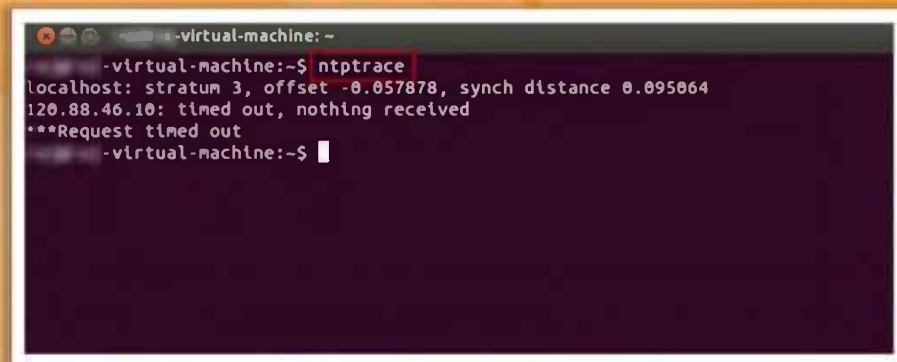 -virtual-machine: ~
-virtual-machine:~$ ntptrace
localhost: stratum 3, offset -0.057878, synch distance 0.095064
120.88.46.10: timed out, nothing received
***Request timed out
-virtual-machine:~$